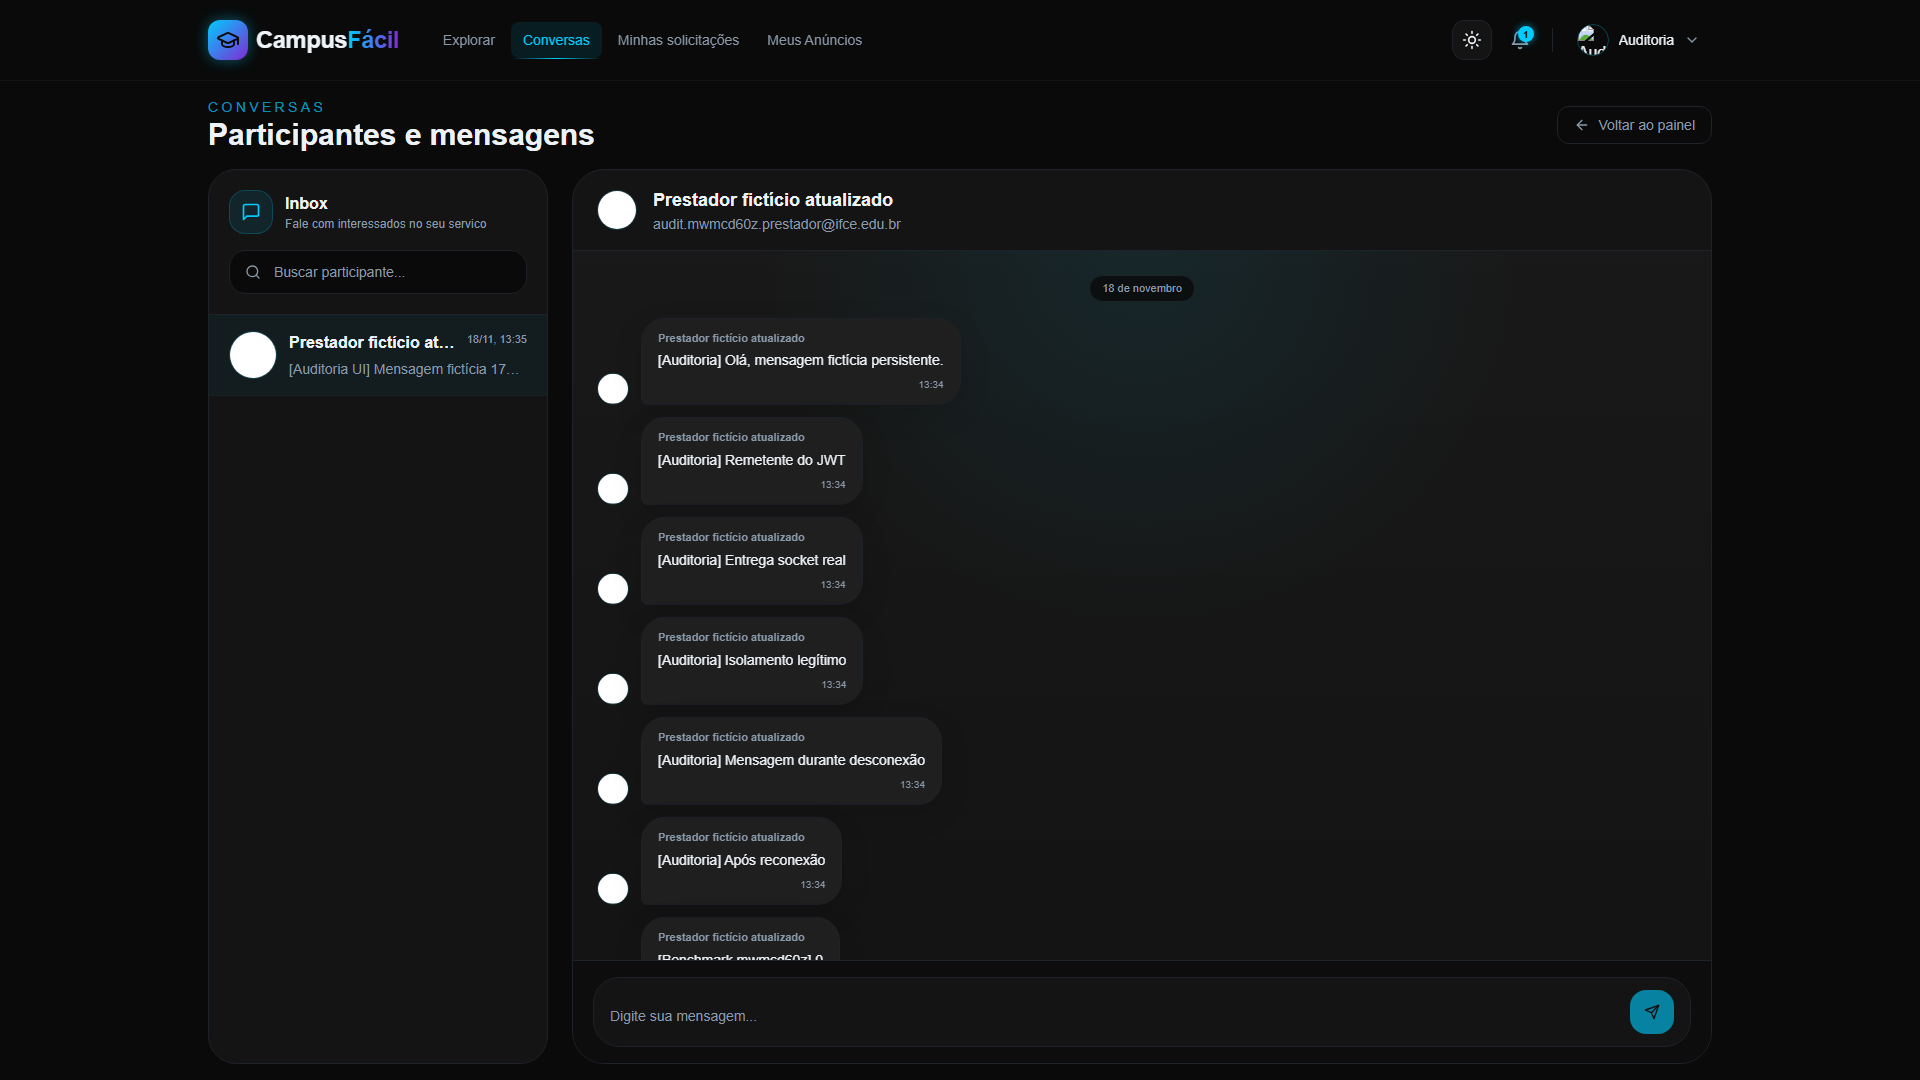 CampusFácil
Explorar
Conversas
Minhas solicitações
Meus Anúncios
1
Auditoria
CONVERSAS
Participantes e mensagens
Voltar ao painel
Inbox
Fale com interessados no seu servico
Buscar participante...
Prestador fictício at...
18/11, 13:35
[Auditoria UI] Mensagem fictícia 17...
Prestador fictício atualizado
audit.mwmcd60z.prestador@ifce.edu.br
18 de novembro
Prestador fictício atualizado
[Auditoria] Olá, mensagem fictícia persistente.
13:34
Prestador fictício atualizado
[Auditoria] Remetente do JWT
13:34
Prestador fictício atualizado
[Auditoria] Entrega socket real
13:34
Prestador fictício atualizado
[Auditoria] Isolamento legítimo
13:34
Prestador fictício atualizado
[Auditoria] Mensagem durante desconexão
13:34
Prestador fictício atualizado
[Auditoria] Após reconexão
13:34
Prestador fictício atualizado
[Benchmark mwmcd60z] 0
Digite sua mensagem...